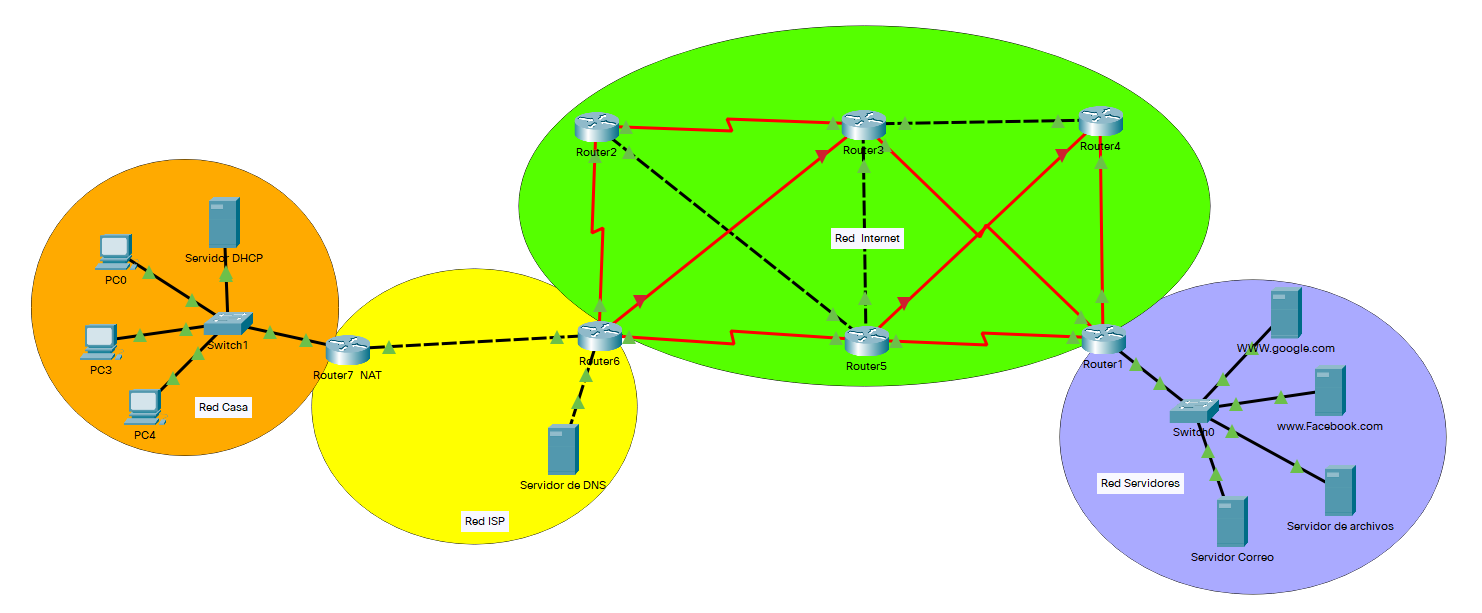 Servidor DHCP
PC0
Switch1
PC3
PC4
Red Casa
Router7 NAT
Router6
Servidor de DNS
Red ISP
Router2
Router3
Router4
Red Internet
Router5
Router1
WWW.google.com
www.Facebook.com
Switch0
Red Servidores
Servidor de archivos
Servidor Correo